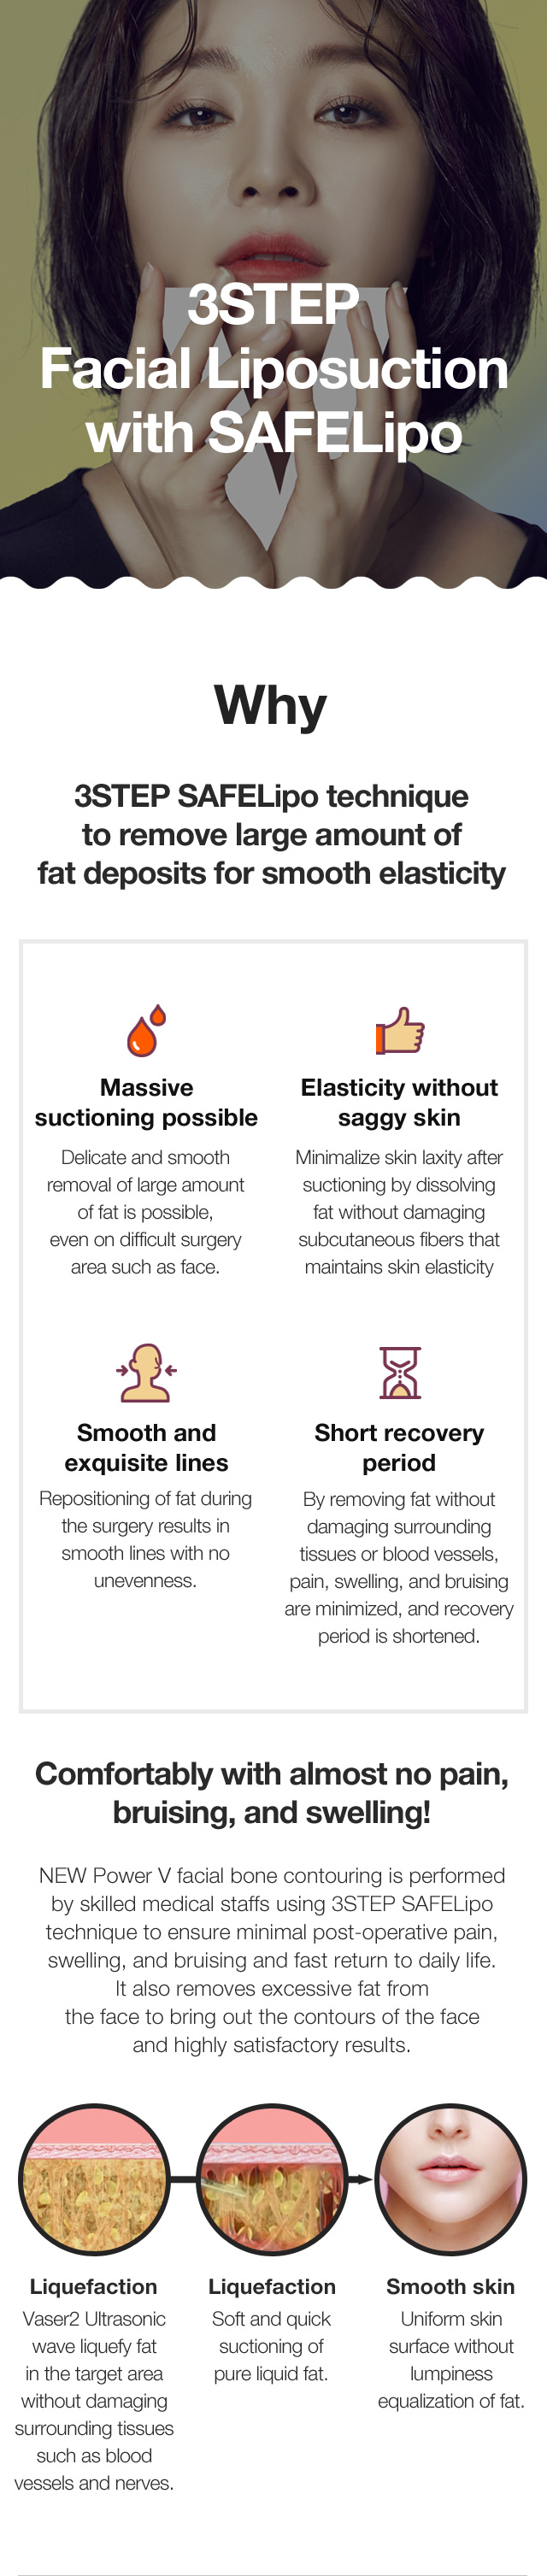 3STEP
Facial Liposuction
with SAFELipo
Why
3STEP SAFELipo technique
to remove large amount of
fat deposits for smooth elasticity
Massive
suctioning possible
Delicate and smooth
removal of large amount
of fat is possible,
even on difficult surgery
area such as face.
Elasticity without
saggy skin
Minimalize skin laxity after
suctioning by dissolving
fat without damaging
subcutaneous fibers that
maintains skin elasticity
Smooth and
exquisite lines
Repositioning of fat during
the surgery results in
smooth lines with no
unevenness.
Short recovery
period
By removing fat without
damaging surrounding
tissues or blood vessels,
pain, swelling, and bruising
are minimized, and recovery
period is shortened.
Comfortably with almost no pain,
bruising, and swelling!
NEW Power V facial bone contouring is performed
by skilled medical staffs using 3STEP SAFELipo
technique to ensure minimal post-operative pain,
swelling, and bruising and fast return to daily life.
It also removes excessive fat from
the face to bring out the contours of the face
and highly satisfactory results.
Liquefaction
Vaser2 Ultrasonic
wave liquefy fat
in the target area
without damaging
surrounding tissues
such as blood
vessels and nerves.
Liquefaction
Soft and quick
suctioning of
pure liquid fat.
Smooth skin
Uniform skin
surface without
lumpiness
equalization of fat.